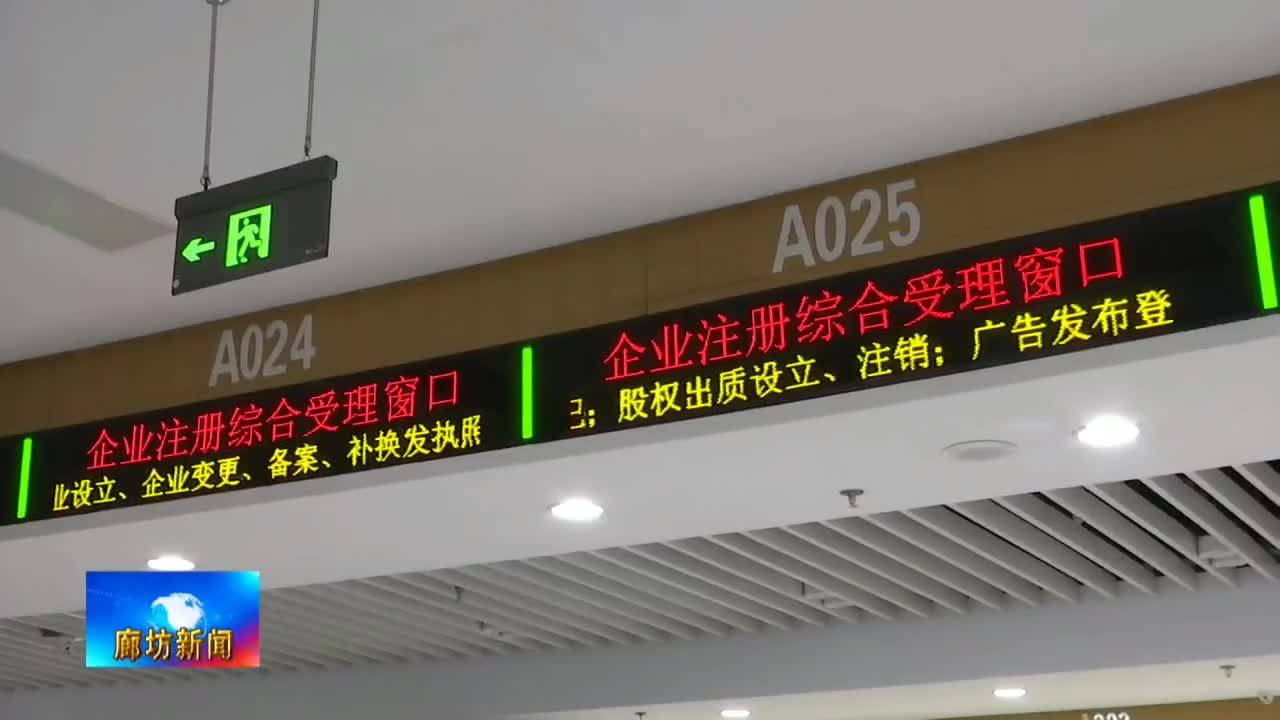 A024
企业注册综合受理窗口
业设立、企业变更、备案、补换发执照
A025
企业注册综合受理窗口
；股权出质设立、注销；广告发布登
廊坊新闻